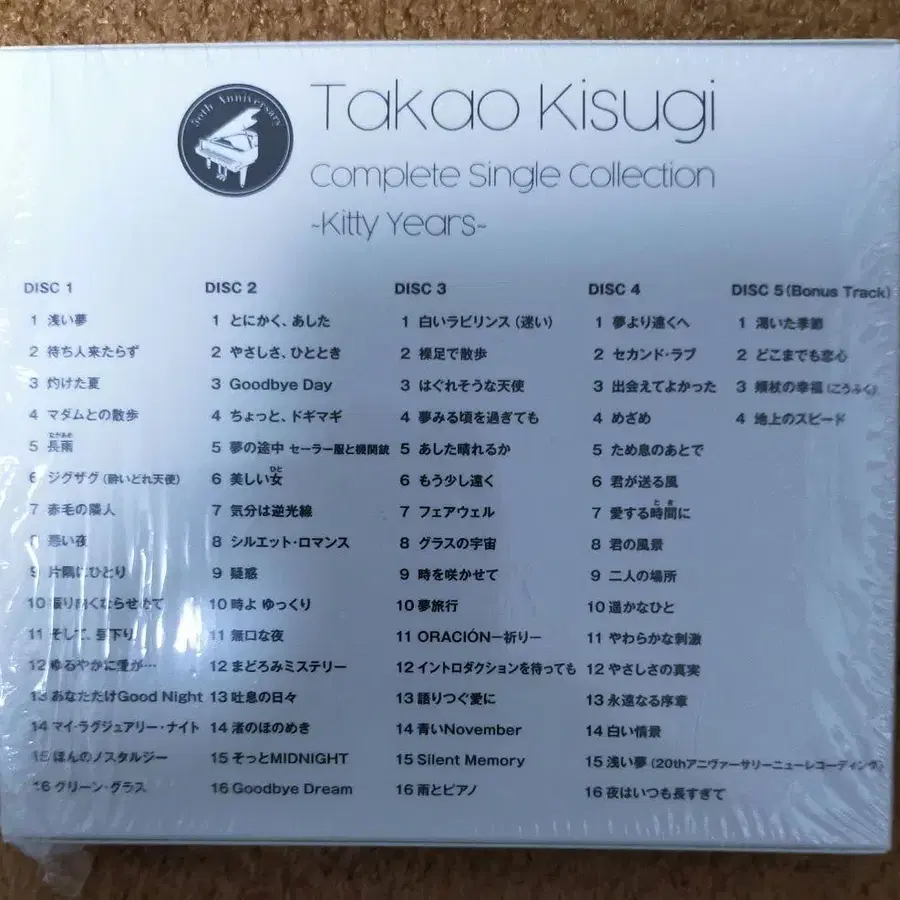 50th Anniversary
Takao Kisugi
Complete Single Collection
~Kitty Years~
DISC 1
1 浅い夢
2 待ち人来たらず
3 灼けた夏
4 マダムとの散歩
5 長雨(ながあめ)
6 ジグザグ(酔いどれ天使)
7 赤毛の隣人
8 悪い夜
9 片隅にひとり
10 振り向くならせめて
11 そして、昼下り
12 ゆるやかに愛が…
13 あなただけGood Night
14 マイ・ラグジュアリー・ナイト
15 ほんのノスタルジー
16 グリーン・グラス
DISC 2
1 とにかく、あした
2 やさしさ、ひととき
3 Goodbye Day
4 ちょっと、ドギマギ
5 夢の途中 セーラー服と機関銃
6 美しい女(ひと)
7 気分は逆光線
8 シルエット・ロマンス
9 疑惑
10 時よ ゆっくり
11 無口な夜
12 まどろみミステリー
13 吐息の日々
14 渚のほのめき
15 そっとMIDNIGHT
16 Goodbye Dream
DISC 3
1 白いラビリンス(迷い)
2 裸足で散歩
3 はぐれそうな天使
4 夢みる頃を過ぎても
5 あした晴れるか
6 もう少し遠く
7 フェアウェル
8 グラスの宇宙
9 時を咲かせて
10 夢旅行
11 ORACIÓN－祈り－
12 イントロダクションを待っても
13 語りつぐ愛に
14 青いNovember
15 Silent Memory
16 雨とピアノ
DISC 4
1 夢より遠くへ
2 セカンド・ラブ
3 出会えてよかった
4 めざめ
5 ため息のあとで
6 君が送る風
7 愛する時間(とき)に
8 君の風景
9 二人の場所
10 遥かなひと
11 やわらかな刺激
12 やさしさの真実
13 永遠なる序章
14 白い情景
15 浅い夢(20thアニヴァーサリーニューレコーディング)
16 夜はいつも長すぎて
DISC 5(Bonus Track)
1 渇いた季節
2 どこまでも恋心
3 頬杖の幸福(こうふく)
4 地上のスピード